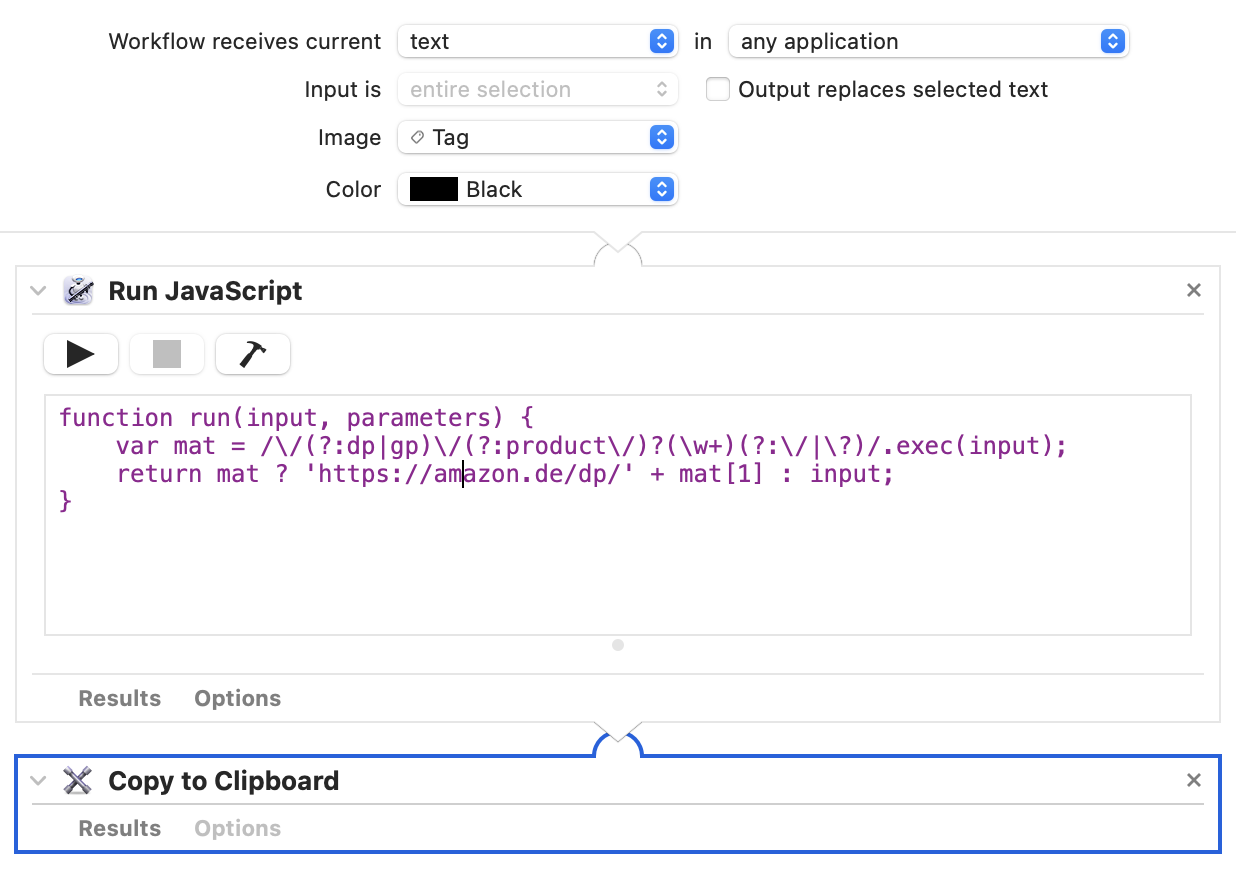 Workflow receives current text in any application
Input is entire selection Output replaces selected text
Image Tag
Color Black
Run JavaScript
function run(input, parameters) {
    var mat = /\/(?:dp|gp)\/(?:product\/)?(\w+)(?:\/|\?)/.exec(input);
    return mat ? 'https://amazon.de/dp/' + mat[1] : input;
}
Results Options
Copy to Clipboard
Results Options